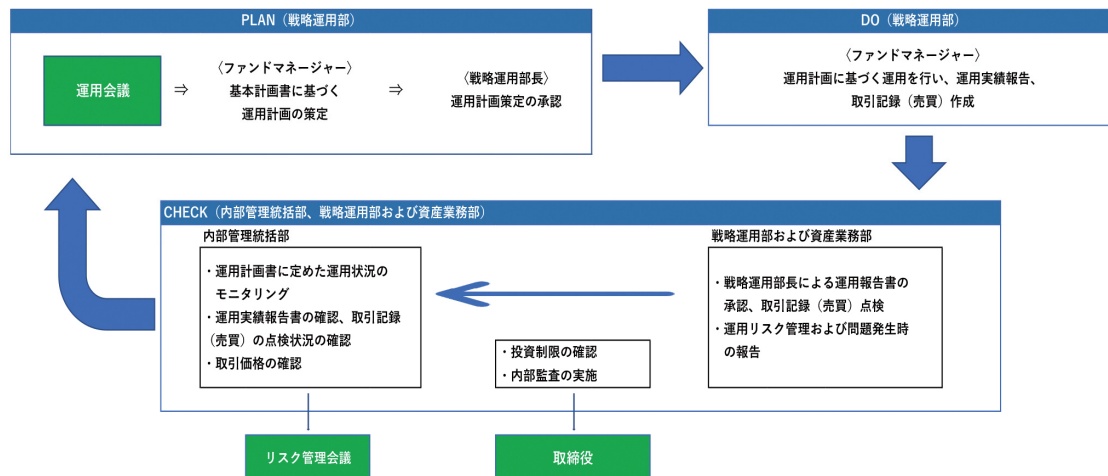 PLAN（戦略運用部）
運用会議
⇒
〈ファンドマネージャー〉
基本計画書に基づく
運用計画の策定
⇒
〈戦略運用部長〉
運用計画策定の承認
DO（戦略運用部）
〈ファンドマネージャー〉
運用計画に基づく運用を行い、運用実績報告、
取引記録（売買）作成
CHECK（内部管理統括部、戦略運用部および資産業務部）
内部管理統括部
・運用計画書に定めた運用状況の
モニタリング
・運用実績報告書の確認、取引記録
（売買）の点検状況の確認
・取引価格の確認
・投資制限の確認
・内部監査の実施
戦略運用部および資産業務部
・戦略運用部長による運用報告書の
承認、取引記録（売買）点検
・運用リスク管理および問題発生時
の報告
リスク管理会議
取締役